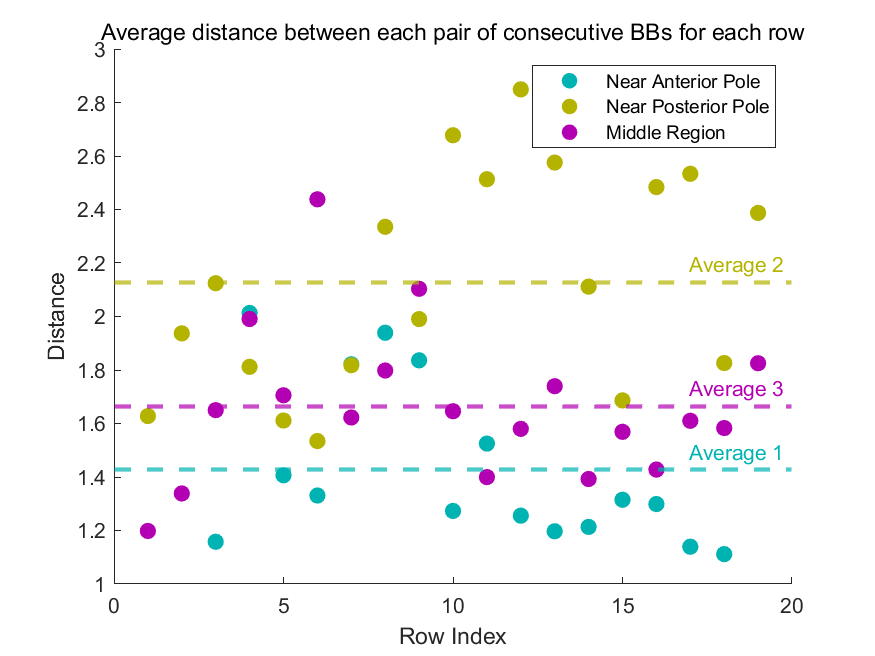 Average distance between each pair of consecutive BBs for each row
3
2.8
2.6
2.4
2.2
2
1.8
1.6
1.4
1.2
1
Distance
Near Anterior Pole
Near Posterior Pole
Middle Region
Average 2
Average 3
Average 1
0 5 10 15 20
Row Index